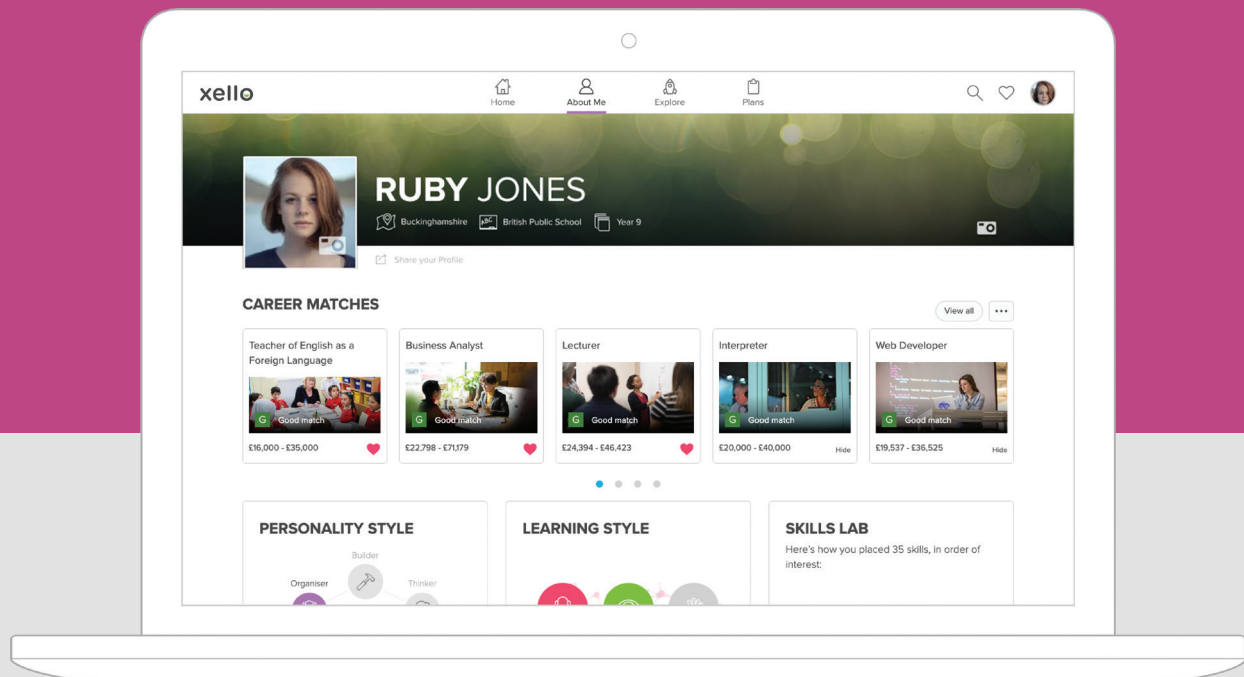 xello
Home
About Me
Explore
Plans
RUBY JONES
Buckinghamshire
ABC
British Public School
Year 9
Share your Profile
CAREER MATCHES
View all
Teacher of English as a
Foreign Language
G Good match
£16,000 - £35,000
Business Analyst
G Good match
£22,798 - £71,179
Lecturer
G Good match
£24,394 - £46,423
Interpreter
G Good match
£20,000 - £40,000
Hide
Web Developer
G Good match
£19,537 - £36,525
Hide
PERSONALITY STYLE
Builder
Organiser
Thinker
LEARNING STYLE
SKILLS LAB
Here's how you placed 35 skills, in order of
interest: